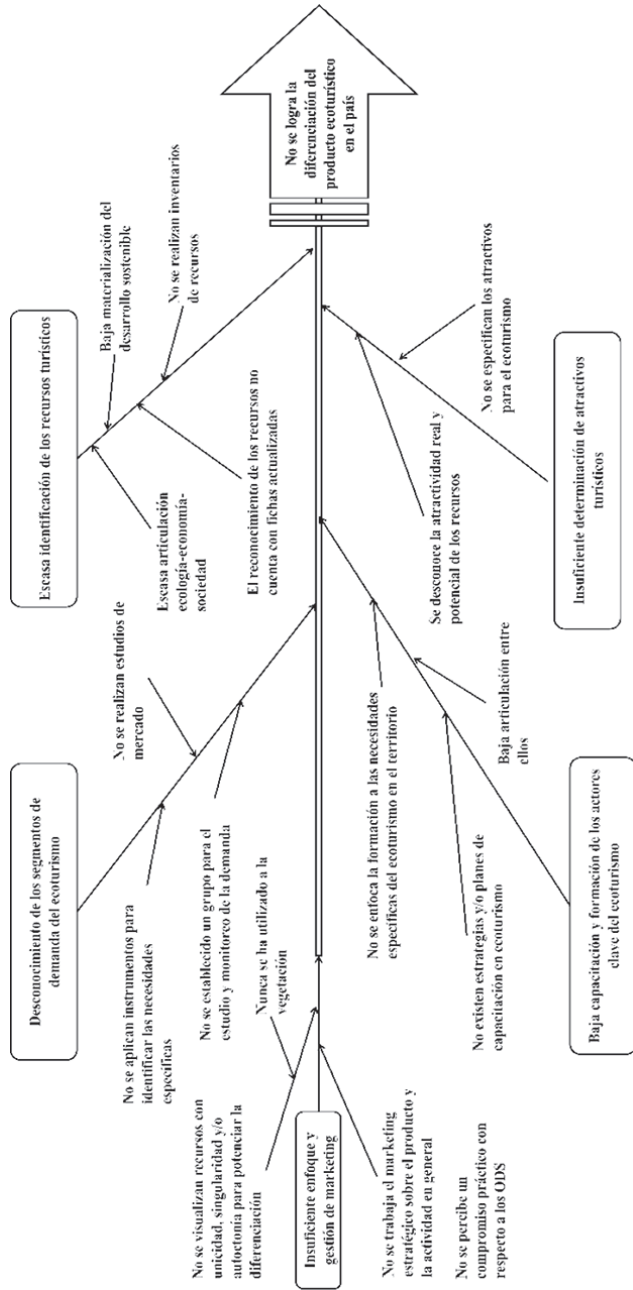 Desconocimiento de los segmentos de
demanda del ecoturismo
Escasa identificación de los recursos turísticos
No se aplican instrumentos para
identificar las necesidades
específicas
No se realizan estudios de
mercado
No se establecido un grupo para el
estudio y monitoreo de la demanda
Escasa articulación
ecología-economía-
sociedad
Baja materialización del
desarrollo sostenible
El reconocimiento de los recursos no
cuenta con fichas actualizadas
No se realizan inventarios
de recursos
No se visualizan recursos con
unicidad, singularidad y/o
autoctonía para potenciar la
diferenciación
Nunca se ha utilizado a la
vegetación
Insuficiente enfoque y
gestión de marketing
No se trabaja el marketing
estratégico sobre el producto y
la actividad en general
No se percibe un
compromiso práctico con
respecto a los ODS
No se logra la
diferenciación del
producto ecoturístico
en el país
No se enfoca la formación a las necesidades
específicas del ecoturismo en el territorio
No existen estrategias y/o planes de
capacitación en ecoturismo
Baja articulación entre
ellos
Se desconoce la atractividad real y
potencial de los recursos
No se especifican los atractivos
para el ecoturismo
Baja capacitación y formación de los actores
clave del ecoturismo
Insuficiente determinación de atractivos
turísticos